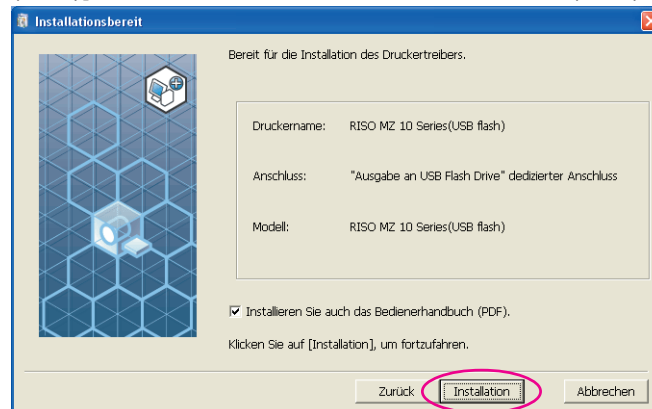 Installationsbereit
Bereit für die Installation des Druckertreibers.
Druckername: RISO MZ 10 Series(USB flash)
Anschluss: "Ausgabe an USB Flash Drive" dedizierter Anschluss
Modell: RISO MZ 10 Series(USB flash)
Installieren Sie auch das Bedienerhandbuch (PDF).
Klicken Sie auf [Installation], um fortzufahren.
Zurück Installation Abbrechen